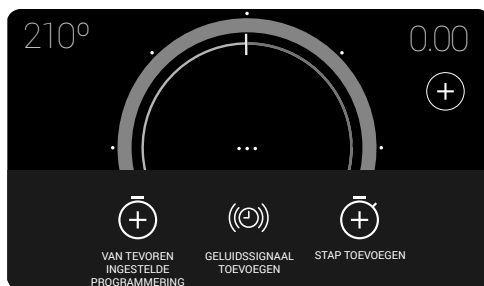 210º
0.00
VAN TEVOREN
INGESTELDE
PROGRAMMERING
GELUIDSSIGNAAL
TOEVOEGEN
STAP TOEVOEGEN